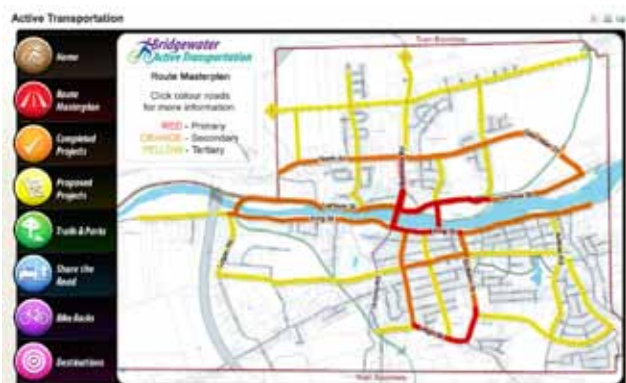 Active Transportation
Home
Route
Masterplan
Completed
Projects
Proposed
Projects
Trails & Parks
Share the
Road
Bike Racks
Destinations
Bridgewater
Active Transportation
Route Masterplan
Click colour roads
for more information
RED - Primary
ORANGE - Secondary
YELLOW - Tertiary
Town Boundary
King St
Town Boundary